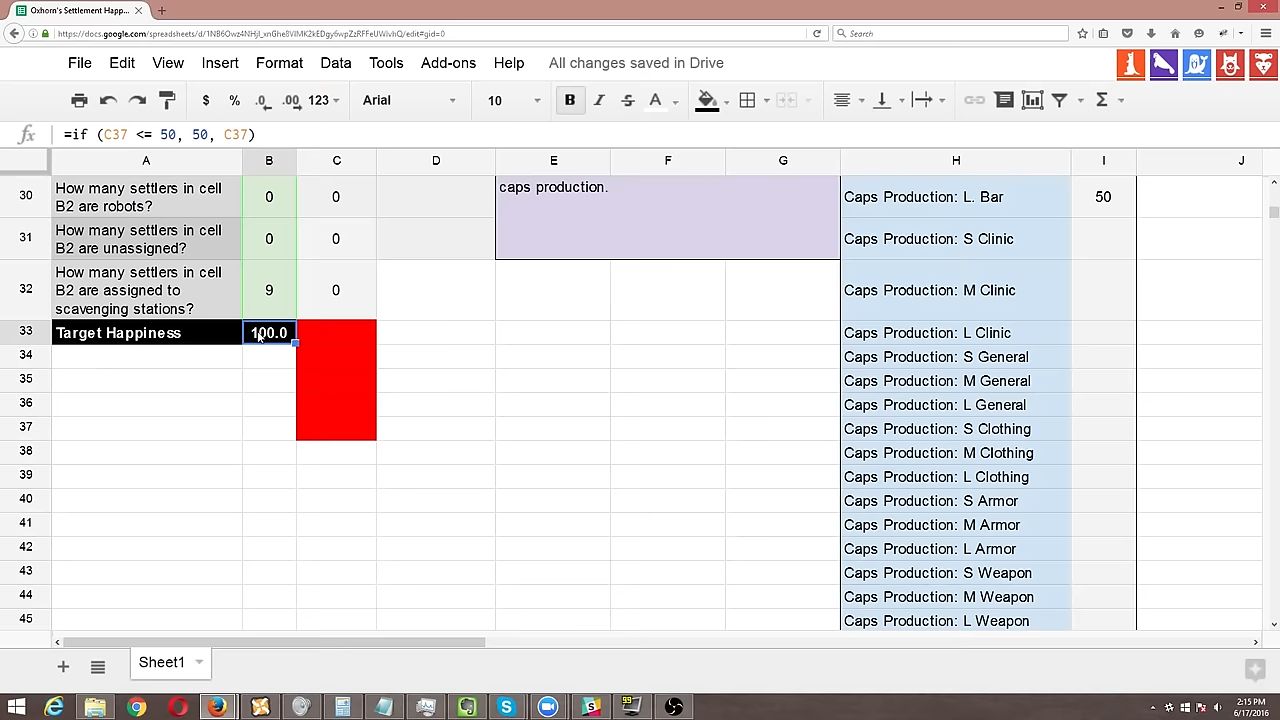 Oxhorn's Settlement Happ...
https://docs.google.com/spreadsheets/d/1NB6Owz4NHjI_xnGhe8VIMK2kEDgy6wpZzRFFeUWivhQ/edit#gid=0
Search
File Edit View Insert Format Data Tools Add-ons Help All changes saved in Drive
$ % .0 .00 123 Arial 10 B I S A Σ
fx =if (C37 <= 50, 50, C37)
A B C D E F G H I J
30 How many settlers in cell B2 are robots? 0 0 caps production. Caps Production: L. Bar 50
31 How many settlers in cell B2 are unassigned? 0 0 Caps Production: S Clinic
32 How many settlers in cell B2 are assigned to scavenging stations? 9 0 Caps Production: M Clinic
33 Target Happiness 100.0 Caps Production: L Clinic
34 Caps Production: S General
35 Caps Production: M General
36 Caps Production: L General
37 Caps Production: S Clothing
38 Caps Production: M Clothing
39 Caps Production: L Clothing
40 Caps Production: S Armor
41 Caps Production: M Armor
42 Caps Production: L Armor
43 Caps Production: S Weapon
44 Caps Production: M Weapon
45 Caps Production: L Weapon
Sheet1
2:15 PM
6/17/2016